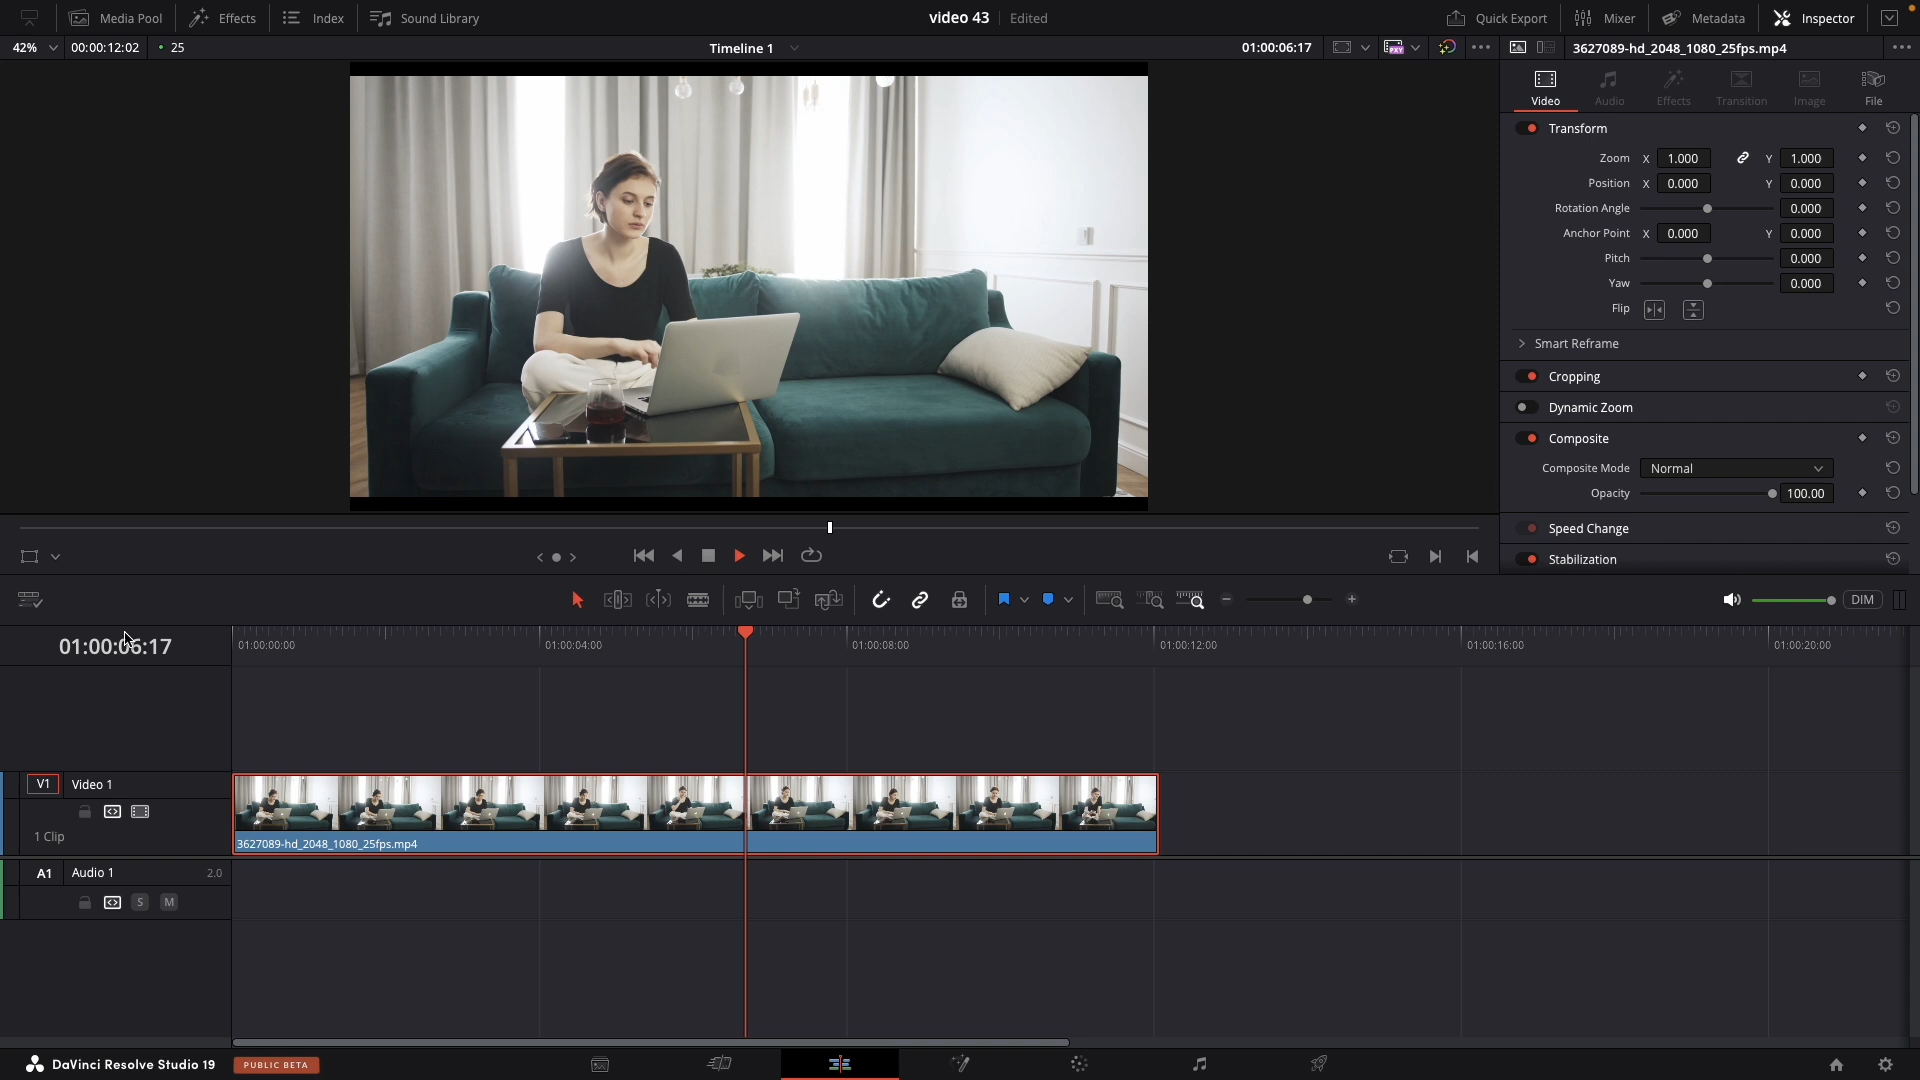 Media Pool Effects Index Sound Library video 43 Edited Quick Export Mixer Metadata Inspector
42% 00:00:12:02 25 Timeline 1 01:00:06:17 PXY 3627089-hd_2048_1080_25fps.mp4
Video Audio Effects Transition Image File
Transform
Zoom X 1.000 Y 1.000
Position X 0.000 Y 0.000
Rotation Angle 0.000
Anchor Point X 0.000 Y 0.000
Pitch 0.000
Yaw 0.000
Flip
Smart Reframe
Cropping
Dynamic Zoom
Composite
Composite Mode Normal
Opacity 100.00
Speed Change
Stabilization
DIM
01:00:06:17 01:00:00:00 01:00:04:00 01:00:08:00 01:00:12:00 01:00:16:00 01:00:20:00
V1 Video 1
1 Clip
3627089-hd_2048_1080_25fps.mp4
A1 Audio 1 2.0
S M
DaVinci Resolve Studio 19 PUBLIC BETA